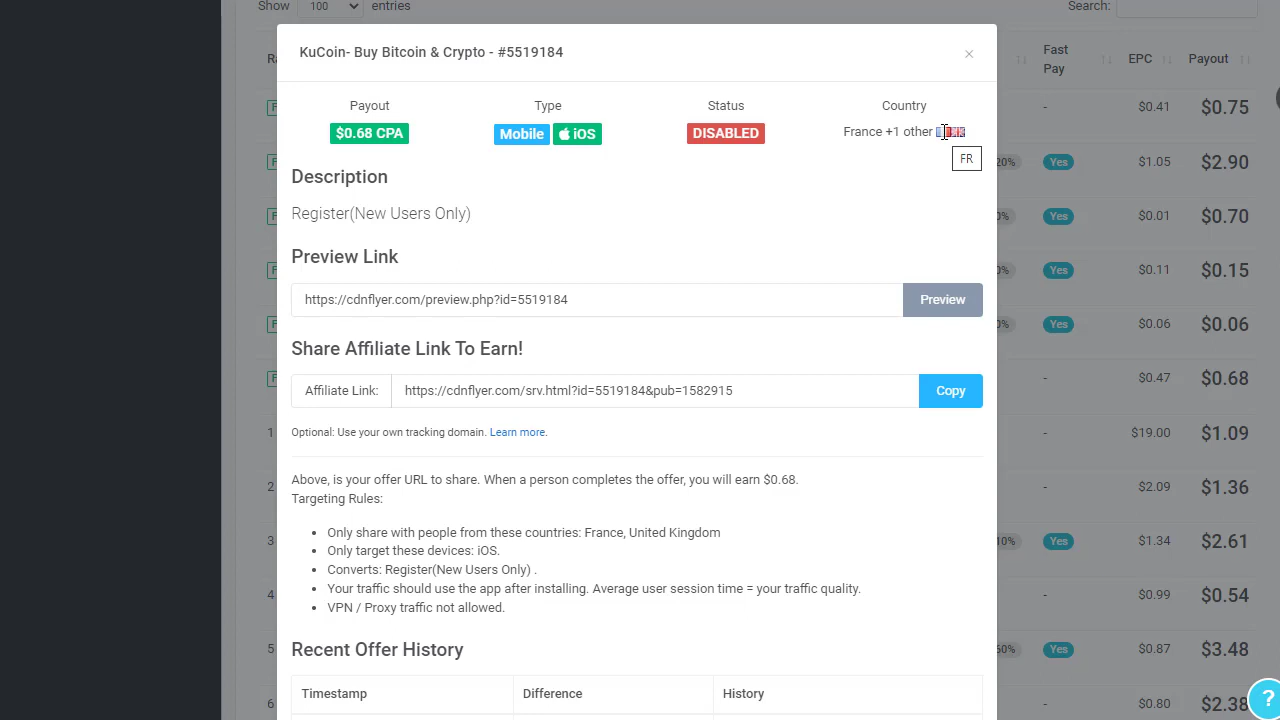 Show 100 entries Search:
KuCoin- Buy Bitcoin & Crypto - #5519184 ×
Fast Pay EPC Payout
Payout Type Status Country
$0.68 CPA Mobile iOS DISABLED France +1 other
FR
Description
Register(New Users Only)
Preview Link
https://cdnflyer.com/preview.php?id=5519184 Preview
Share Affiliate Link To Earn!
Affiliate Link: https://cdnflyer.com/srv.html?id=5519184&pub=1582915 Copy
Optional: Use your own tracking domain. Learn more.
Above, is your offer URL to share. When a person completes the offer, you will earn $0.68.
Targeting Rules:
• Only share with people from these countries: France, United Kingdom
• Only target these devices: iOS.
• Converts: Register(New Users Only) .
• Your traffic should use the app after installing. Average user session time = your traffic quality.
• VPN / Proxy traffic not allowed.
Recent Offer History
Timestamp Difference History
- $0.41 $0.75
20% Yes $1.05 $2.90
Yes $0.01 $0.70
Yes $0.11 $0.15
Yes $0.06 $0.06
- $0.47 $0.68
1 - $19.00 $1.09
2 - $2.09 $1.36
3 10% Yes $1.34 $2.61
4 - $0.99 $0.54
5 Yes $0.87 $3.48
6 - $0.80 $2.38
?